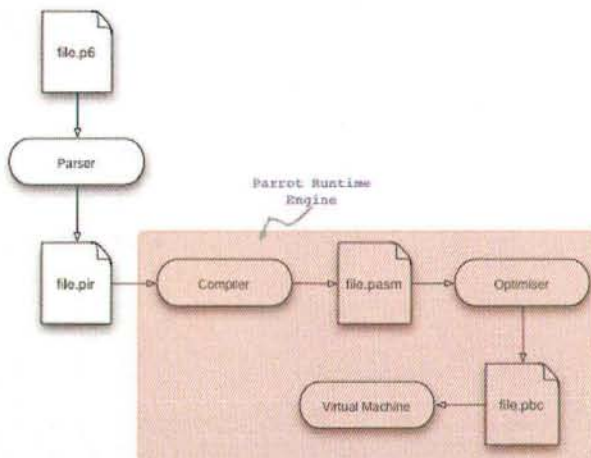 file.p6
Parser
Parrot Runtime
Engine
file.pir
Compiler
file.pasm
Optimiser
Virtual Machine
file.pbc